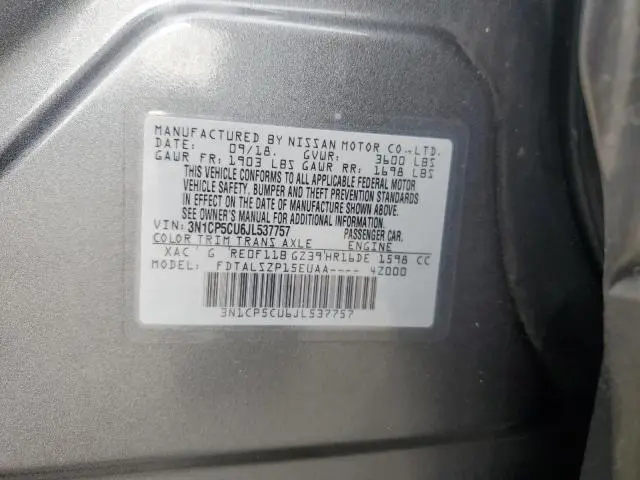 MANUFACTURED BY NISSAN MOTOR CO.,LTD.
DATE: 09/18. GVWR: 3600 LBS
GAWR FR: 1903 LBS GAWR RR: 1698 LBS
THIS VEHICLE CONFORMS TO ALL APPLICABLE FEDERAL MOTOR
VEHICLE SAFETY, BUMPER AND THEFT PREVENTION STANDARDS
IN EFFECT ON THE DATE OF MANUFACTURE SHOWN ABOVE.
SEE OWNER'S MANUAL FOR ADDITIONAL INFORMATION.
VIN: 3N1CP5CU6JL537757 PASSENGER CAR.
COLOR TRIM TRANS AXLE ENGINE
XAC G RE0F11B GZ39 HR16DE 1598 CC
MODEL: FDTALSZP15EUAA---- 4Z000
3N1CP5CU6JL537757